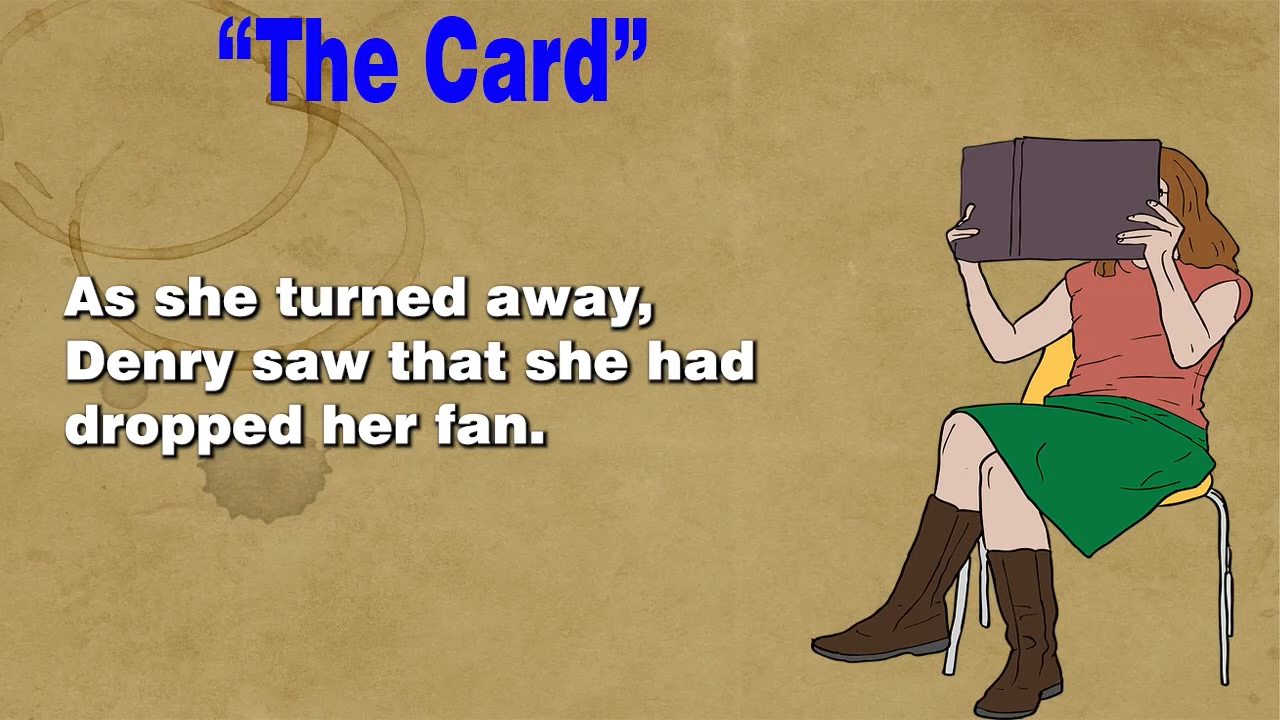 “The Card”
As she turned away,
Denry saw that she had
dropped her fan.